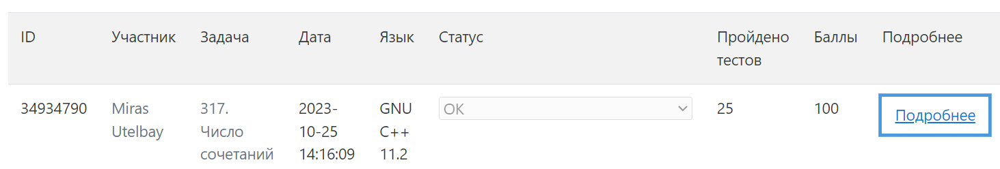 ID Участник Задача Дата Язык Статус Пройдено Баллы Подробнее
тестов
34934790 Miras 317. 2023- GNU OK 25 100 Подробнее
Utelbay Число 10-25 C++
сочетаний 14:16:09 11.2